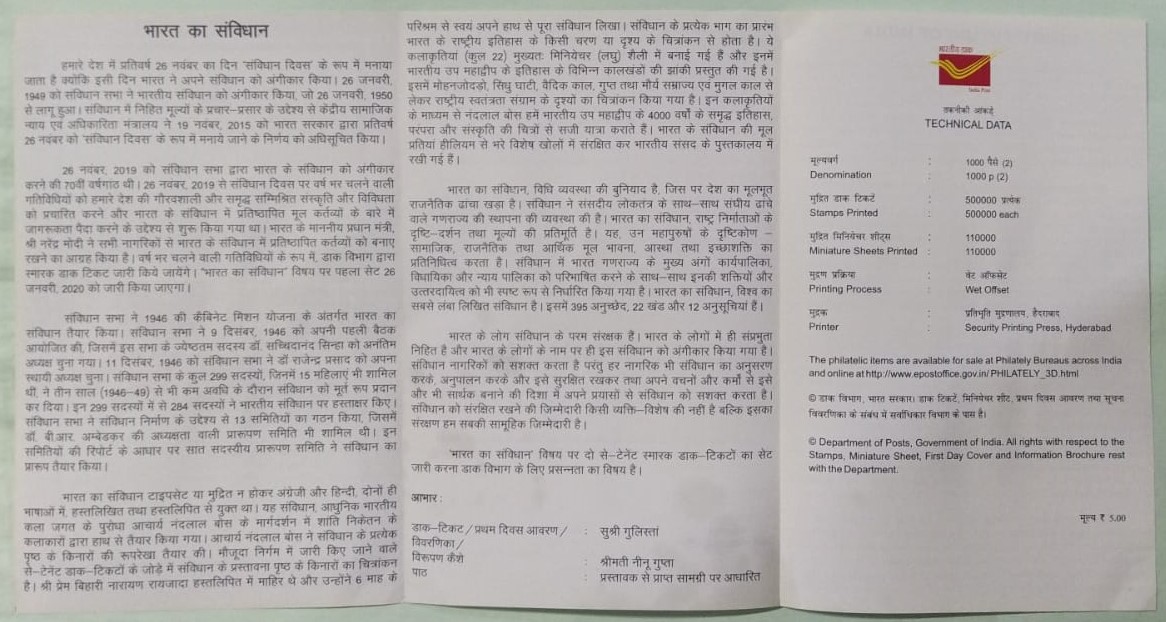 भारत का संविधान
हमारे देश में प्रतिवर्ष 26 नवंबर का दिन 'संविधान दिवस' के रूप में मनाया
जाता है क्योंकि इसी दिन भारत ने अपने संविधान को अंगीकार किया। 26 जनवरी,
1949 को संविधान सभा ने भारतीय संविधान को अंगीकार किया, जो 26 जनवरी, 1950
से लागू हुआ। संविधान में निहित मूल्यों के प्रचार-प्रसार के उद्देश्य से केंद्रीय सामाजिक
न्याय एवं अधिकारिता मंत्रालय ने 19 नवंबर, 2015 को भारत सरकार द्वारा प्रतिवर्ष
26 नवंबर को 'संविधान दिवस' के रूप में मनाये जाने के निर्णय को अधिसूचित किया।
26 नवंबर, 2019 को संविधान सभा द्वारा भारत के संविधान को अंगीकार
करने की 70वीं वर्षगांठ थी। 26 नवंबर, 2019 से संविधान दिवस पर वर्ष भर चलने वाली
गतिविधियों को हमारे देश की गौरवशाली और समृद्ध सम्मिश्रित संस्कृति और विविधता
को प्रचारित करने और भारत के संविधान में प्रतिष्ठापित मूल कर्तव्यों के बारे में
जागरूकता पैदा करने के उद्देश्य से शुरू किया गया था। भारत के माननीय प्रधान मंत्री,
श्री नरेंद्र मोदी ने सभी नागरिकों से भारत के संविधान में प्रतिष्ठापित कर्तव्यों को बनाए
रखने का आग्रह किया है। वर्ष भर चलने वाली गतिविधियों के रूप में, डाक विभाग द्वारा
स्मारक डाक टिकट जारी किये जायेंगे। "भारत का संविधान" विषय पर पहला सेट 26
जनवरी, 2020 को जारी किया जाएगा।
संविधान सभा ने 1946 की कैबिनेट मिशन योजना के अंतर्गत भारत का
संविधान तैयार किया। संविधान सभा ने 9 दिसंबर, 1946 को अपनी पहली बैठक
आयोजित की, जिसमें इस सभा के ज्येष्ठतम सदस्य डॉ. सच्चिदानंद सिन्हा को अनंतिम
अध्यक्ष चुना गया। 11 दिसंबर, 1946 को संविधान सभा ने डॉ राजेन्द्र प्रसाद को अपना
स्थायी अध्यक्ष चुना। संविधान सभा के कुल 299 सदस्यों, जिनमें 15 महिलाएं भी शामिल
थीं, ने तीन साल (1946-49) से भी कम अवधि के दौरान संविधान को मूर्त रूप प्रदान
कर दिया। इन 299 सदस्यों में से 284 सदस्यों ने भारतीय संविधान पर हस्ताक्षर किए।
संविधान सभा ने संविधान निर्माण के उद्देश्य से 13 समितियों का गठन किया, जिसमें
डॉ. बी.आर. अम्बेडकर की अध्यक्षता वाली प्रारूपण समिति भी शामिल थी। इन
समितियों की रिपोर्ट के आधार पर सात सदस्यीय प्रारूपण समिति ने संविधान का
प्रारूप तैयार किया।
भारत का संविधान टाइपसेट या मुद्रित न होकर अंग्रेजी और हिन्दी, दोनों ही
भाषाओं में, हस्तलिखित तथा हस्तलिपित से युक्त था। यह संविधान, आधुनिक भारतीय
कला जगत के पुरोधा आचार्य नंदलाल बोस के मार्गदर्शन में शांति निकेतन के
कलाकारों द्वारा हाथ से तैयार किया गया। आचार्य नंदलाल बोस ने संविधान के प्रत्येक
पृष्ठ के किनारों की रूपरेखा तैयार की। मौजूदा निर्गम में जारी किए जाने वाले
से-टेनंट डाक-टिकटों के जोड़े में संविधान के प्रस्तावना पृष्ठ के किनारों का चित्रांकन
है। श्री प्रेम बिहारी नारायण रायजादा हस्तलिपित में माहिर थे और उन्होंने 6 माह के
परिश्रम से स्वयं अपने हाथ से पूरा संविधान लिखा। संविधान के प्रत्येक भाग का प्रारंभ
भारत के राष्ट्रीय इतिहास के किसी चरण या दृश्य के चित्रांकन से होता है। ये
कलाकृतियां (कुल 22) मुख्यतः मिनियेचर (लघु) शैली में बनाई गई हैं और इनमें
भारतीय उप महाद्वीप के इतिहास के विभिन्न कालखंडों की झांकी प्रस्तुत की गई है।
इसमें मोहनजोदड़ो, सिंधु घाटी, वैदिक काल, गुप्त तथा मौर्य सम्राज्य एवं मुगल काल से
लेकर राष्ट्रीय स्वतंत्रता संग्राम के दृश्यों का चित्रांकन किया गया है। इन कलाकृतियों
के माध्यम से नंदलाल बोस हमें भारतीय उप महाद्वीप के 4000 वर्षों के समृद्ध इतिहास,
परंपरा और संस्कृति की चित्रों से सजी यात्रा कराते हैं। भारत के संविधान की मूल
प्रतियां हीलियम से भरे विशेष खोलों में संरक्षित कर भारतीय संसद के पुस्तकालय में
रखी गई हैं।
भारत का संविधान, विधि व्यवस्था की बुनियाद है, जिस पर देश का मूलभूत
राजनैतिक ढांचा खड़ा है। संविधान ने संसदीय लोकतंत्र के साथ-साथ संघीय ढांचे
वाले गणराज्य की स्थापना की व्यवस्था की है। भारत का संविधान, राष्ट्र निर्माताओं के
दृष्टि-दर्शन तथा मूल्यों की प्रतिमूर्ति है। यह, उन महापुरुषों के दृष्टिकोण –
सामाजिक, राजनैतिक तथा आर्थिक मूल भावना, आस्था तथा इच्छाशक्ति का
प्रतिनिधित्व करता है। संविधान में भारत गणराज्य के मुख्य अंगों कार्यपालिका,
विधायिका और न्याय पालिका को परिभाषित करने के साथ-साथ इनकी शक्तियों और
उत्तरदायित्व को भी स्पष्ट रूप से निर्धारित किया गया है। भारत का संविधान, विश्व का
सबसे लंबा लिखित संविधान है। इसमें 395 अनुच्छेद, 22 खंड और 12 अनुसूचियां हैं।
भारत के लोग संविधान के परम संरक्षक हैं। भारत के लोगों में ही संप्रभुता
निहित है और भारत के लोगों के नाम पर ही इस संविधान को अंगीकार किया गया है।
संविधान नागरिकों को सशक्त करता है परंतु हर नागरिक भी संविधान का अनुसरण
करके, अनुपालन करके और इसे सुरक्षित रखकर तथा अपने वचनों और कर्मों से इसे
और भी सार्थक बनाने की दिशा में अपने प्रयासों से संविधान को सशक्त करता है।
संविधान को संरक्षित रखने की जिम्मेदारी किसी व्यक्ति-विशेष की नहीं है बल्कि इसका
संरक्षण हम सबकी सामूहिक जिम्मेदारी है।
'भारत का संविधान' विषय पर दो से-टेनंट स्मारक डाक-टिकटों का सेट
जारी करना डाक विभाग के लिए प्रसन्नता का विषय है।
आभार :
डाक-टिकट/प्रथम दिवस आवरण/ : सुश्री गुलिस्तां
विवरणिका/
विरूपण कैशे : श्रीमती नीनू गुप्ता
पाठ : प्रस्तावक से प्राप्त सामग्री पर आधारित
भारतीय डाक
India Post
तकनीकी आंकड़े
TECHNICAL DATA
मूल्यवर्ग : 1000 पैसे (2)
Denomination : 1000 p (2)
मुद्रित डाक टिकटें : 500000 प्रत्येक
Stamps Printed : 500000 each
मुद्रित मिनियेचर शीट्स : 110000
Miniature Sheets Printed : 110000
मुद्रण प्रक्रिया : वेट ऑफसेट
Printing Process : Wet Offset
मुद्रक : प्रतिभूति मुद्रणालय, हैदराबाद
Printer : Security Printing Press, Hyderabad
The philatelic items are available for sale at Philately Bureaus across India
and online at http://www.epostoffice.gov.in/PHILATELY_3D.html
© डाक विभाग, भारत सरकार। डाक टिकटें, मिनियेचर शीट, प्रथम दिवस आवरण तथा सूचना
विवरणिका के संबंध में सर्वाधिकार विभाग के पास है।
© Department of Posts, Government of India. All rights with respect to the
Stamps, Miniature Sheet, First Day Cover and Information Brochure rest
with the Department.
मूल्य ₹ 5.00